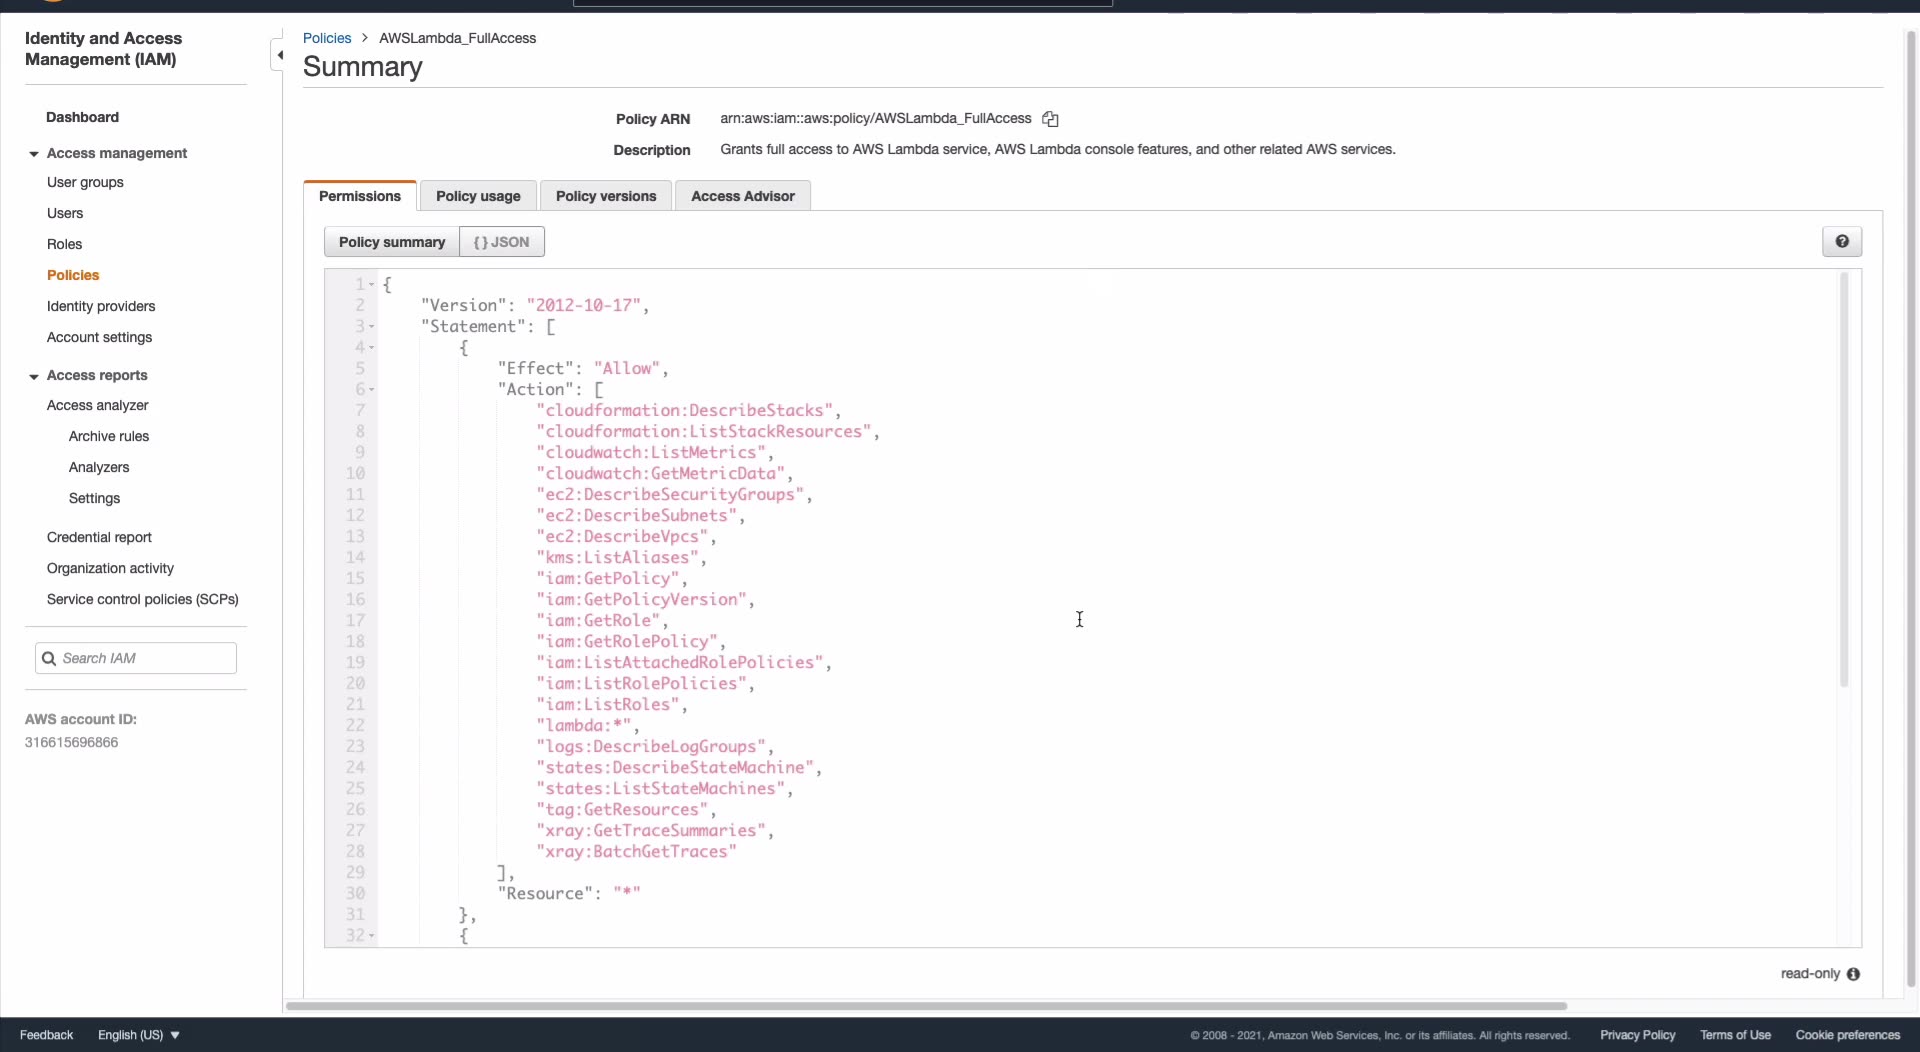 Identity and Access
Management (IAM)
Dashboard
Access management
User groups
Users
Roles
Policies
Identity providers
Account settings
Access reports
Access analyzer
Archive rules
Analyzers
Settings
Credential report
Organization activity
Service control policies (SCPs)
Search IAM
AWS account ID:
316615696866
Policies > AWSLambda_FullAccess
Summary
Policy ARN arn:aws:iam::aws:policy/AWSLambda_FullAccess
Description Grants full access to AWS Lambda service, AWS Lambda console features, and other related AWS services.
Permissions Policy usage Policy versions Access Advisor
Policy summary { } JSON ?
1 {
2 "Version": "2012-10-17",
3 "Statement": [
4 {
5 "Effect": "Allow",
6 "Action": [
7 "cloudformation:DescribeStacks",
8 "cloudformation:ListStackResources",
9 "cloudwatch:ListMetrics",
10 "cloudwatch:GetMetricData",
11 "ec2:DescribeSecurityGroups",
12 "ec2:DescribeSubnets",
13 "ec2:DescribeVpcs",
14 "kms:ListAliases",
15 "iam:GetPolicy",
16 "iam:GetPolicyVersion",
17 "iam:GetRole",
18 "iam:GetRolePolicy",
19 "iam:ListAttachedRolePolicies",
20 "iam:ListRolePolicies",
21 "iam:ListRoles",
22 "lambda:*",
23 "logs:DescribeLogGroups",
24 "states:DescribeStateMachine",
25 "states:ListStateMachines",
26 "tag:GetResources",
27 "xray:GetTraceSummaries",
28 "xray:BatchGetTraces"
29 ],
30 "Resource": "*"
31 },
32 {
read-only
Feedback English (US) © 2008 - 2021, Amazon Web Services, Inc. or its affiliates. All rights reserved. Privacy Policy Terms of Use Cookie preferences